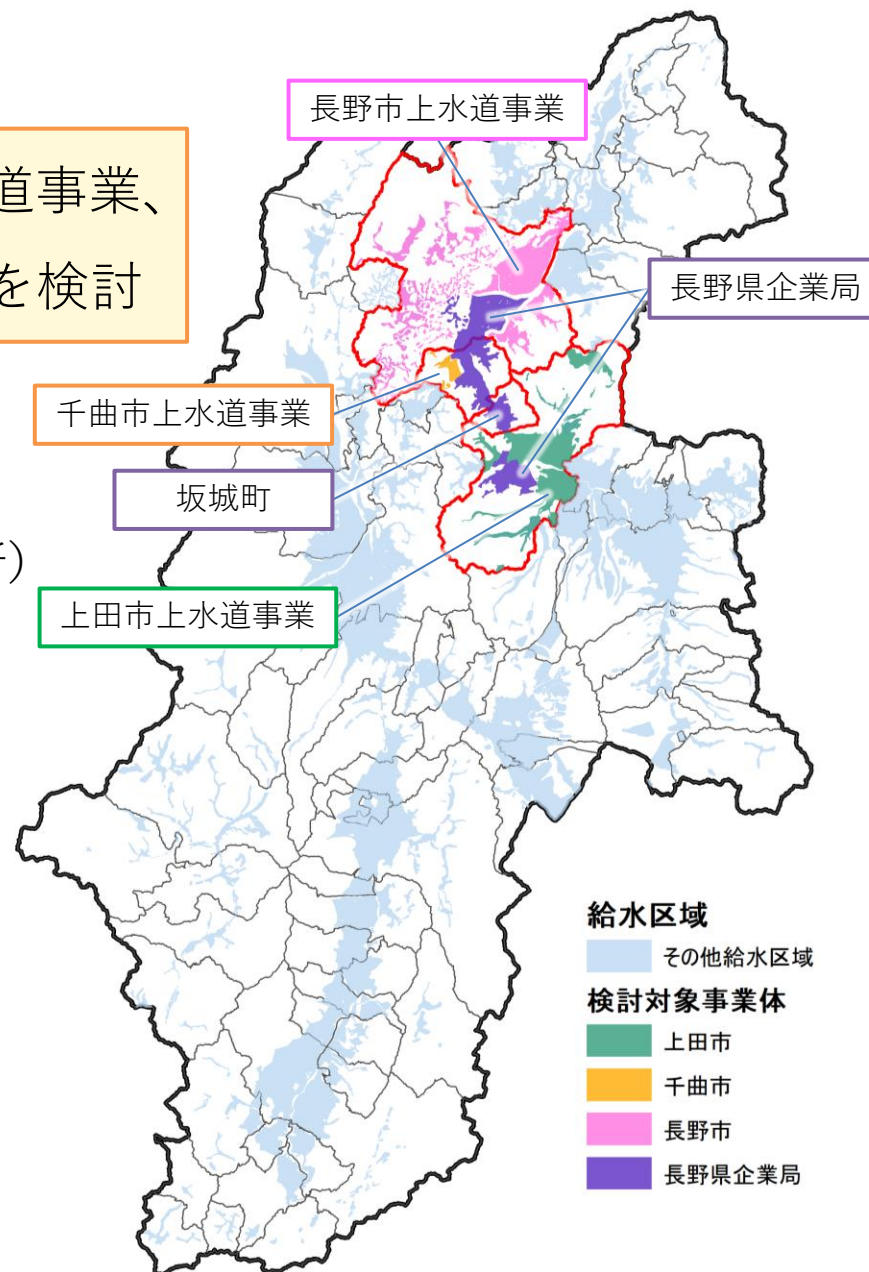 長野市上水道事業
道事業、
を検討
長野県企業局
千曲市上水道事業
坂城町
)
上田市上水道事業
給水区域
その他給水区域
検討対象事業体
上田市
千曲市
長野市
長野県企業局